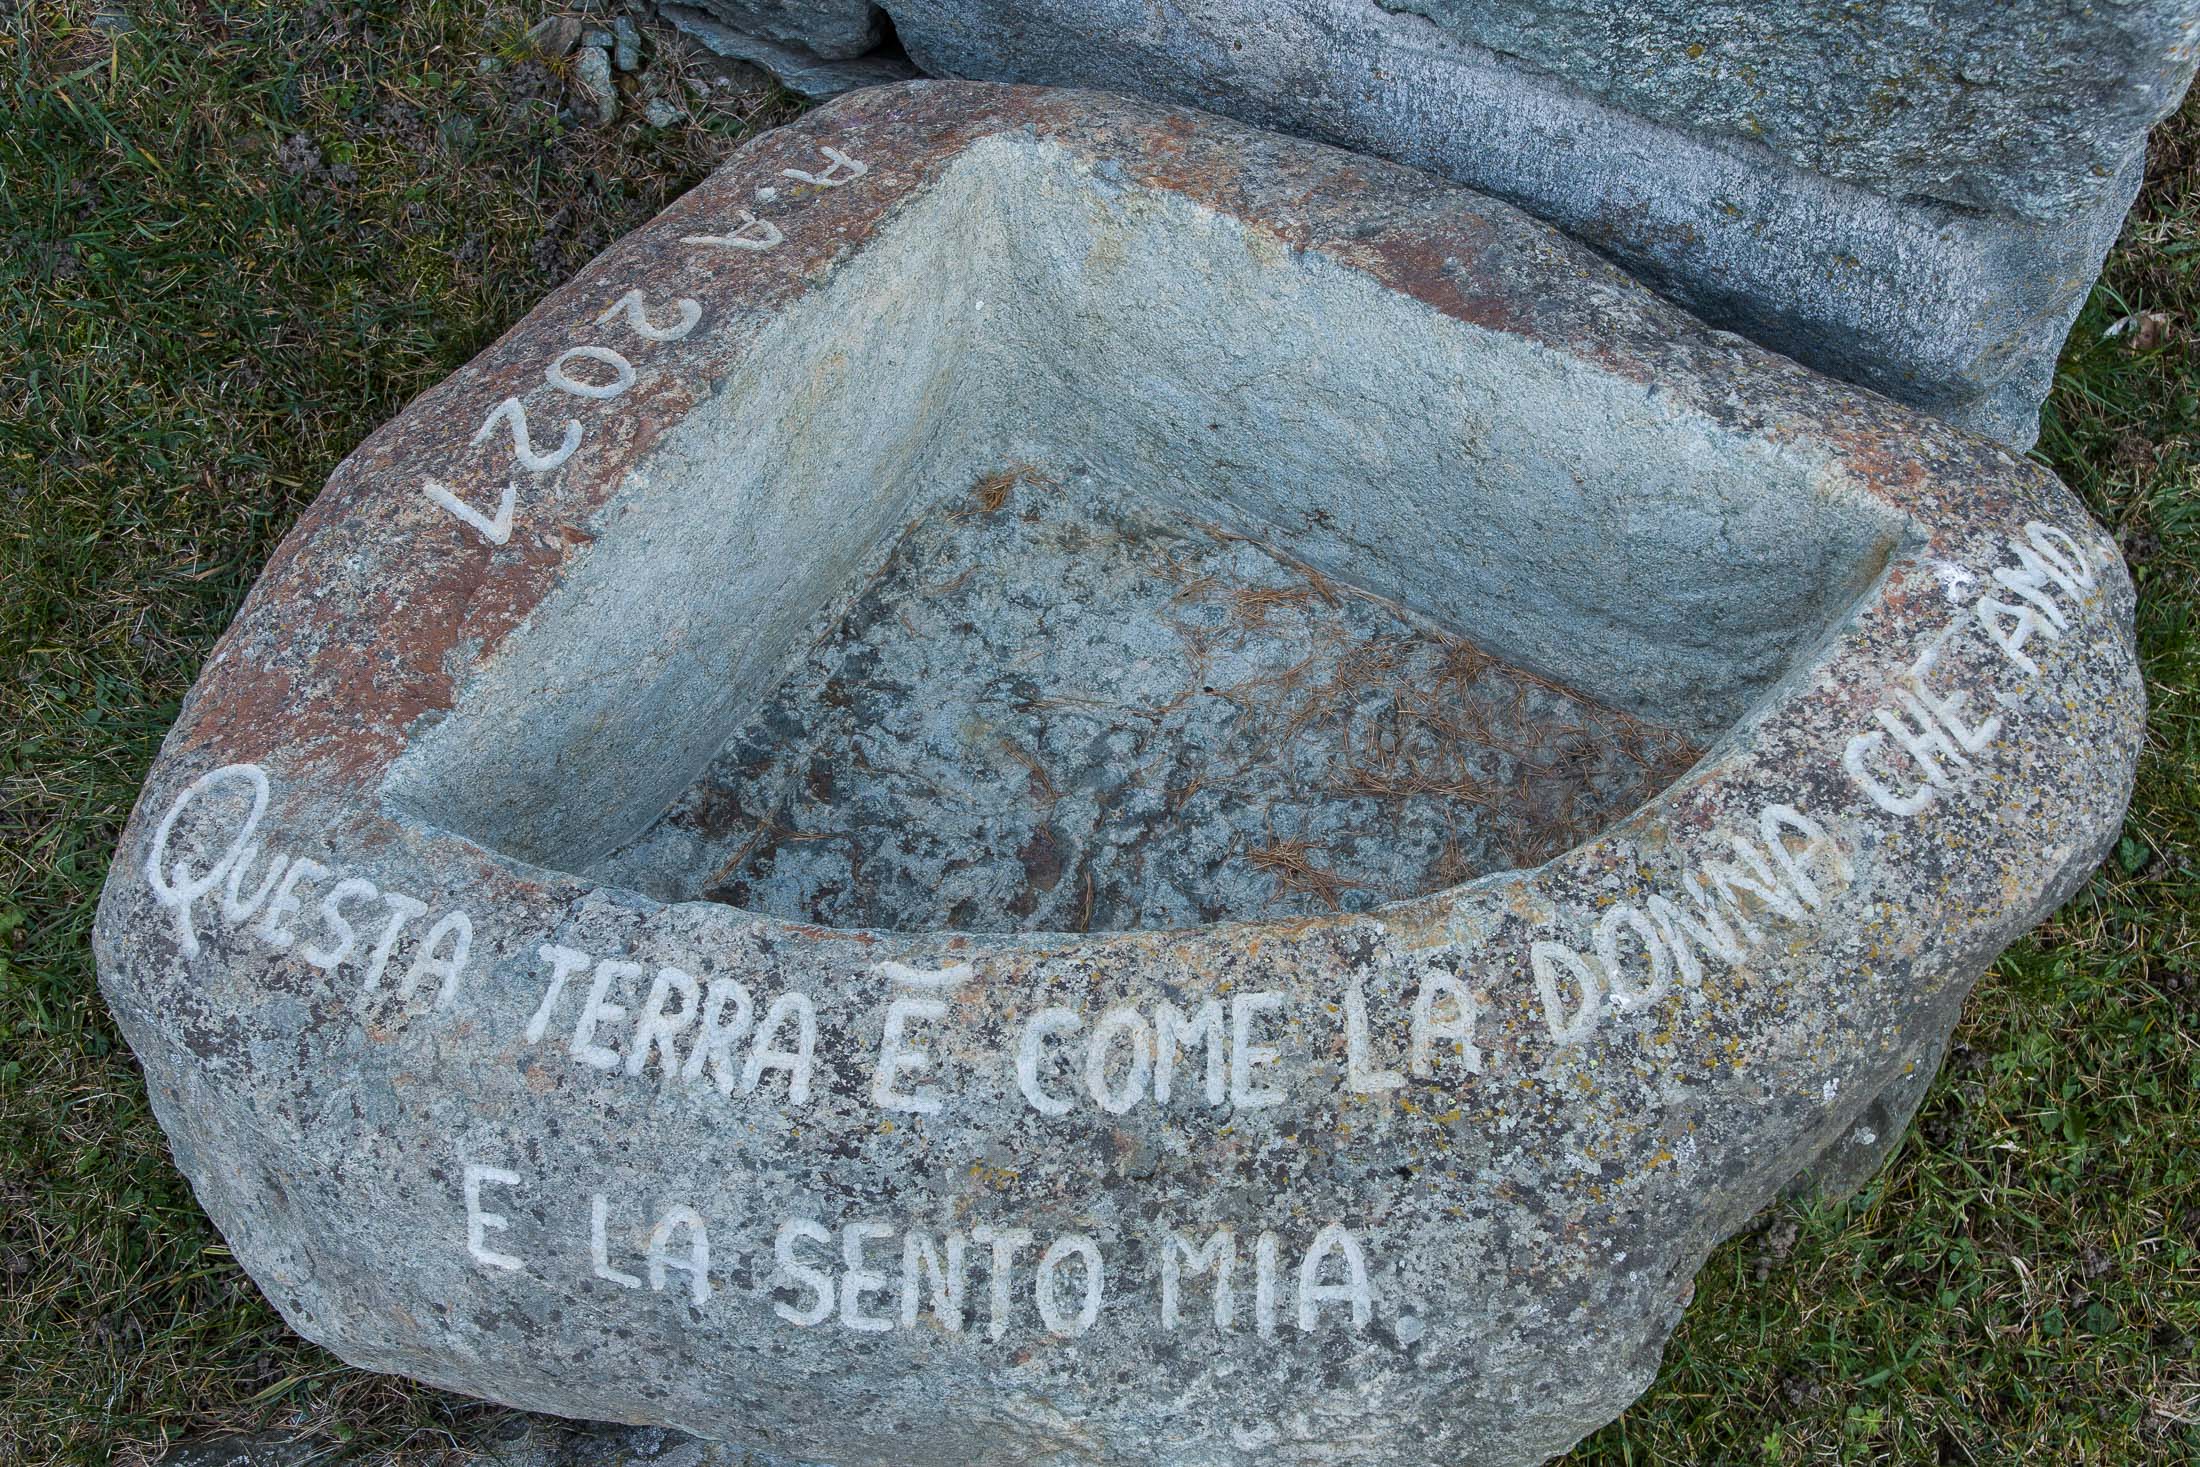 A.A 2021
QUESTA TERRA È COME LA DONNA CHE AMO
E LA SENTO MIA.